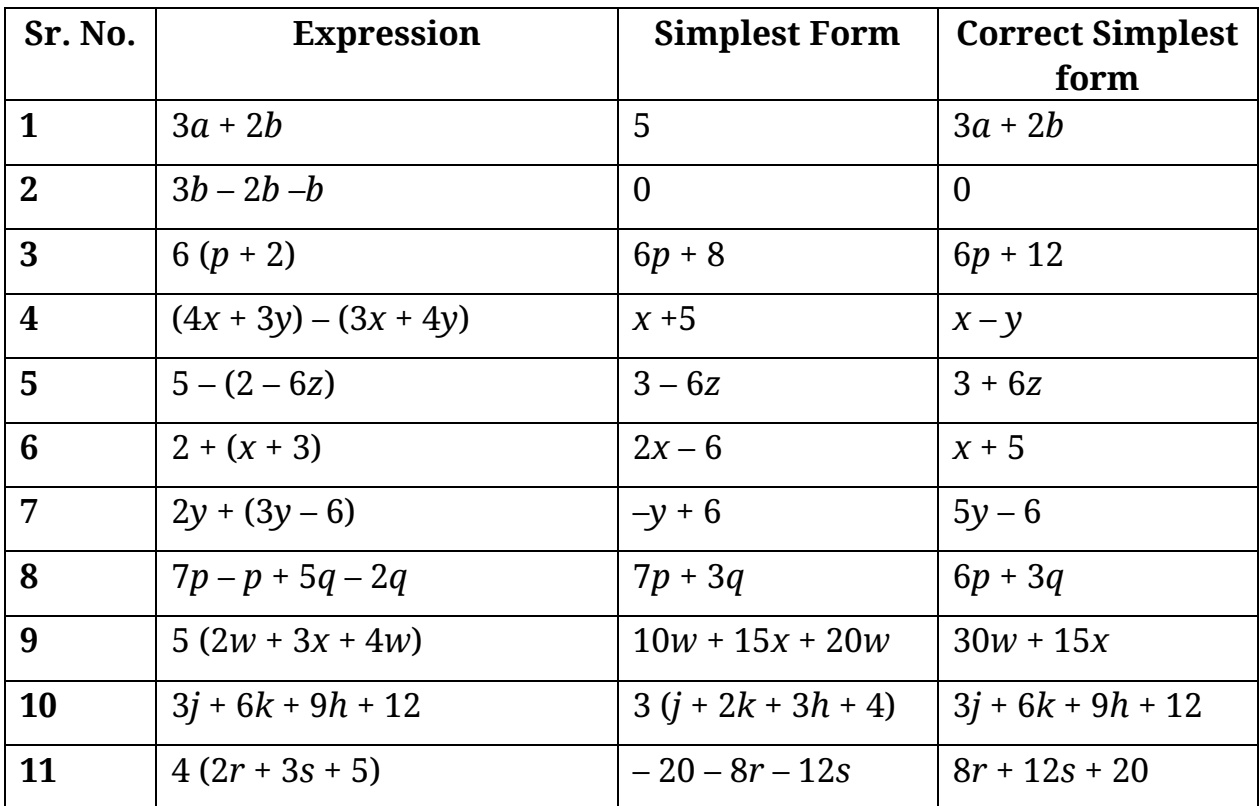 Sr. No. Expression Simplest Form Correct Simplest form
1 3a + 2b 5 3a + 2b
2 3b – 2b –b 0 0
3 6 (p + 2) 6p + 8 6p + 12
4 (4x + 3y) – (3x + 4y) x +5 x – y
5 5 – (2 – 6z) 3 – 6z 3 + 6z
6 2 + (x + 3) 2x – 6 x + 5
7 2y + (3y – 6) –y + 6 5y – 6
8 7p – p + 5q – 2q 7p + 3q 6p + 3q
9 5 (2w + 3x + 4w) 10w + 15x + 20w 30w + 15x
10 3j + 6k + 9h + 12 3 (j + 2k + 3h + 4) 3j + 6k + 9h + 12
11 4 (2r + 3s + 5) – 20 – 8r – 12s 8r + 12s + 20